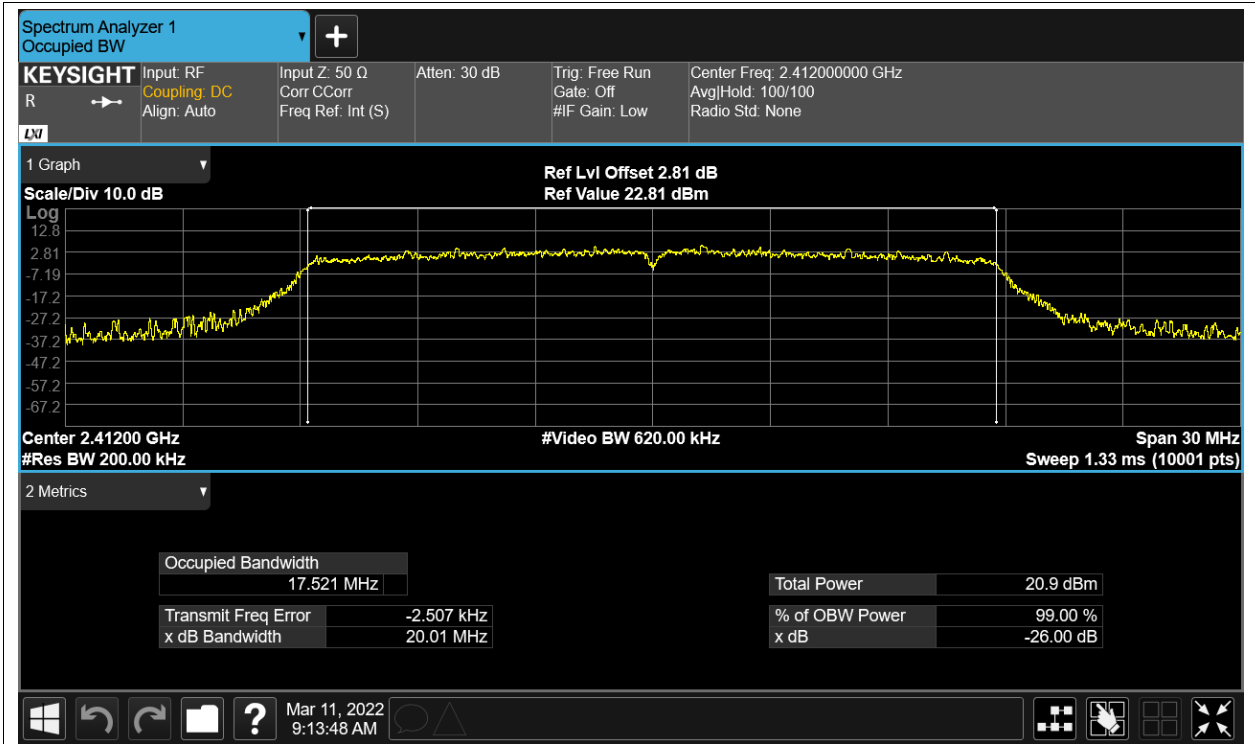 Spectrum Analyzer 1
Occupied BW
+
KEYSIGHT Input: RF Input Z: 50 Ω Atten: 30 dB Trig: Free Run Center Freq: 2.412000000 GHz
R Coupling: DC Corr CCorr Gate: Off Avg|Hold: 100/100
Align: Auto Freq Ref: Int (S) #IF Gain: Low Radio Std: None
LXI
1 Graph
Ref Lvl Offset 2.81 dB
Scale/Div 10.0 dB Ref Value 22.81 dBm
Log
12.8
2.81
-7.19
-17.2
-27.2
-37.2
-47.2
-57.2
-67.2
Center 2.41200 GHz #Video BW 620.00 kHz Span 30 MHz
#Res BW 200.00 kHz Sweep 1.33 ms (10001 pts)
2 Metrics
Occupied Bandwidth
17.521 MHz Total Power 20.9 dBm
Transmit Freq Error -2.507 kHz % of OBW Power 99.00 %
x dB Bandwidth 20.01 MHz x dB -26.00 dB
? Mar 11, 2022
9:13:48 AM